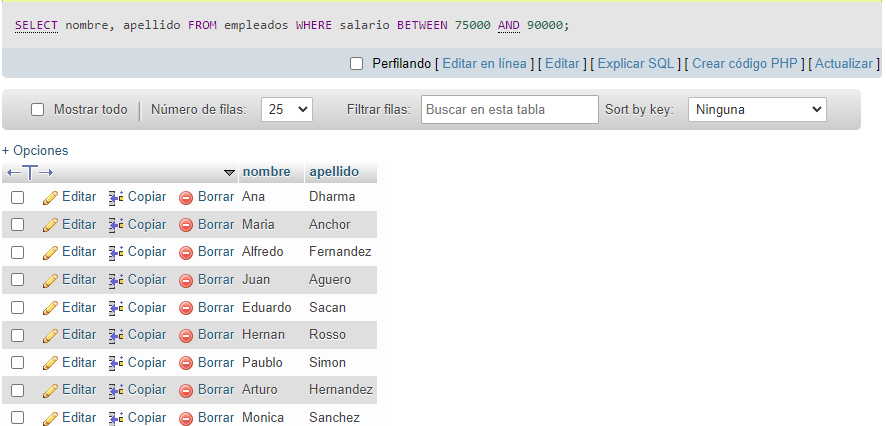 SELECT nombre, apellido FROM empleados WHERE salario BETWEEN 75000 AND 90000;
Perfilando [ Editar en línea ] [ Editar ] [ Explicar SQL ] [ Crear código PHP ] [ Actualizar ]
Mostrar todo | Número de filas: 25 Filtrar filas: Buscar en esta tabla Sort by key: Ninguna
+ Opciones
←T→ nombre apellido
Editar Copiar Borrar Ana Dharma
Editar Copiar Borrar Maria Anchor
Editar Copiar Borrar Alfredo Fernandez
Editar Copiar Borrar Juan Aguero
Editar Copiar Borrar Eduardo Sacan
Editar Copiar Borrar Hernan Rosso
Editar Copiar Borrar Paublo Simon
Editar Copiar Borrar Arturo Hernandez
Editar Copiar Borrar Monica Sanchez